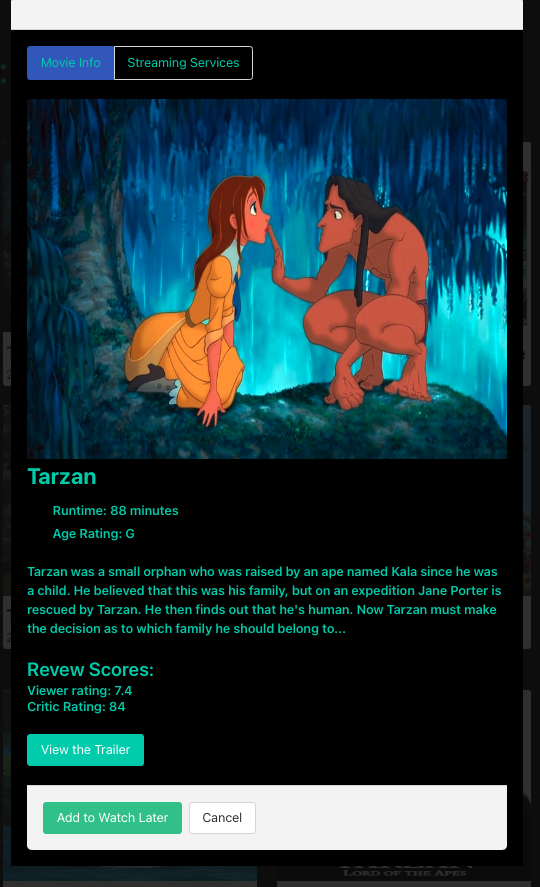 Movie Info
Streaming Services
Tarzan
Runtime: 88 minutes
Age Rating: G
Tarzan was a small orphan who was raised by an ape named Kala since he was
a child. He believed that this was his family, but on an expedition Jane Porter is
rescued by Tarzan. He then finds out that he's human. Now Tarzan must make
the decision as to which family he should belong to...
Revew Scores:
Viewer rating: 7.4
Critic Rating: 84
View the Trailer
Add to Watch Later
Cancel
LORD OF THE APES